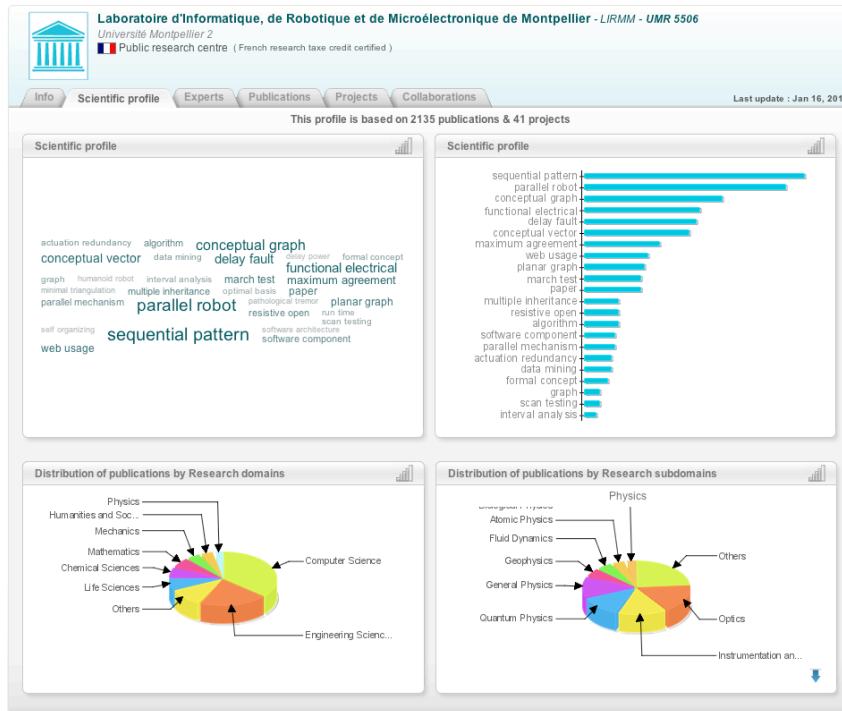 Laboratoire d'Informatique, de Robotique et de Microélectronique de Montpellier - LIRMM - UMR 5506
Université Montpellier 2
Public research centre ( French research taxe credit certified )
Info
Scientific profile
Experts
Publications
Projects
Collaborations
Last update : Jan 16, 201
This profile is based on 2135 publications & 41 projects
Scientific profile
actuation redundancy algorithm conceptual graph
conceptual vector data mining delay fault delay power formal concept
functional electrical
graph humanoid robot interval analysis march test maximum agreement
minimal triangulation multiple inheritance optimal basis paper
parallel mechanism parallel robot pathological tremor planar graph
resistive open run time
scan testing
self organizing sequential pattern software architecture
software component
web usage
Scientific profile
sequential pattern
parallel robot
conceptual graph
functional electrical
delay fault
conceptual vector
maximum agreement
web usage
planar graph
march test
paper
multiple inheritance
resistive open
algorithm
software component
parallel mechanism
actuation redundancy
data mining
formal concept
graph
scan testing
interval analysis
Distribution of publications by Research domains
Physics
Humanities and Soc...
Mechanics
Mathematics
Chemical Sciences
Life Sciences
Others
Computer Science
Engineering Scienc...
Distribution of publications by Research subdomains
Physics
Atomic Physics
Fluid Dynamics
Geophysics
General Physics
Quantum Physics
Others
Optics
Instrumentation an...